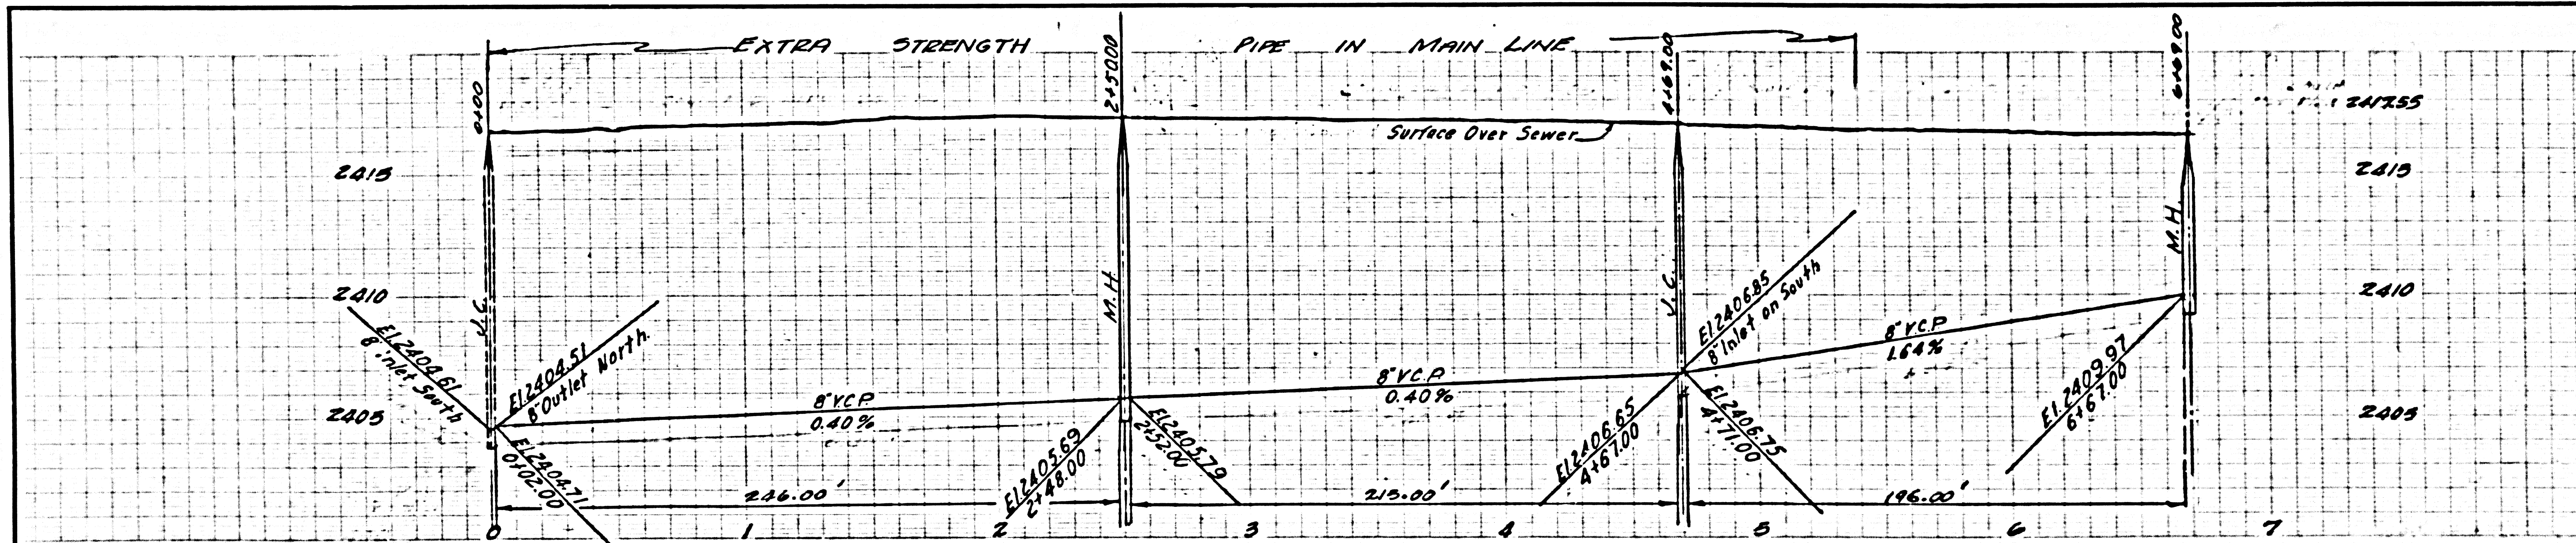 EXTRA STRENGTH PIPE IN MAIN LINE
0+00
2+50.00
4+69.00
6+69.00
2417.55
Surface Over Sewer
2415
2415
M.H.
2410
2410
J.C.
M.H.
J.C.
El. 2406.85
8" Inlet on South
El. 2404.61
8" inlet South
El. 2404.51
8" Outlet North
8" V.C.P.
1.64%
8" V.C.P.
0.40%
8" V.C.P.
0.40%
2405
2405
El. 2404.71
0+02.00
El. 2405.69
2+48.00
El. 2405.79
2+52.00
El. 2406.65
4+67.00
El. 2406.75
4+71.00
El. 2409.97
6+67.00
246.00'
215.00'
196.00'
0 1 2 3 4 5 6 7